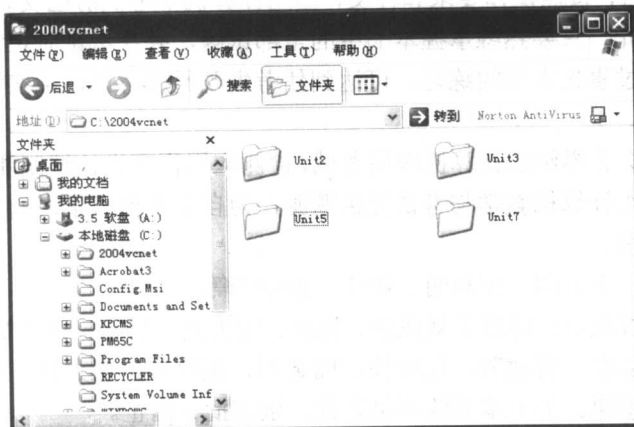 2004vcnet
文件(F) 编辑(E) 查看(V) 收藏(A) 工具(T) 帮助(H)
后退 搜索 文件夹
地址(D) C:\2004vcnet 转到 Norton AntiVirus
文件夹 ×
桌面
我的文档
我的电脑
3.5 软盘 (A:)
本地磁盘 (C:)
2004vcnet
Acrobat3
Config.Msi
Documents and Set
KPCMS
PM65C
Program Files
RECYCLER
System Volume Inf
Unit2 Unit3
Unit5 Unit7